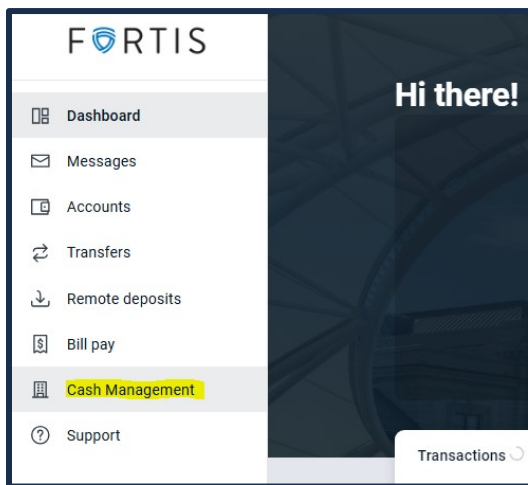 FORTIS
Hi there!
Dashboard
Messages
Accounts
Transfers
Remote deposits
Bill pay
Cash Management
Support
Transactions